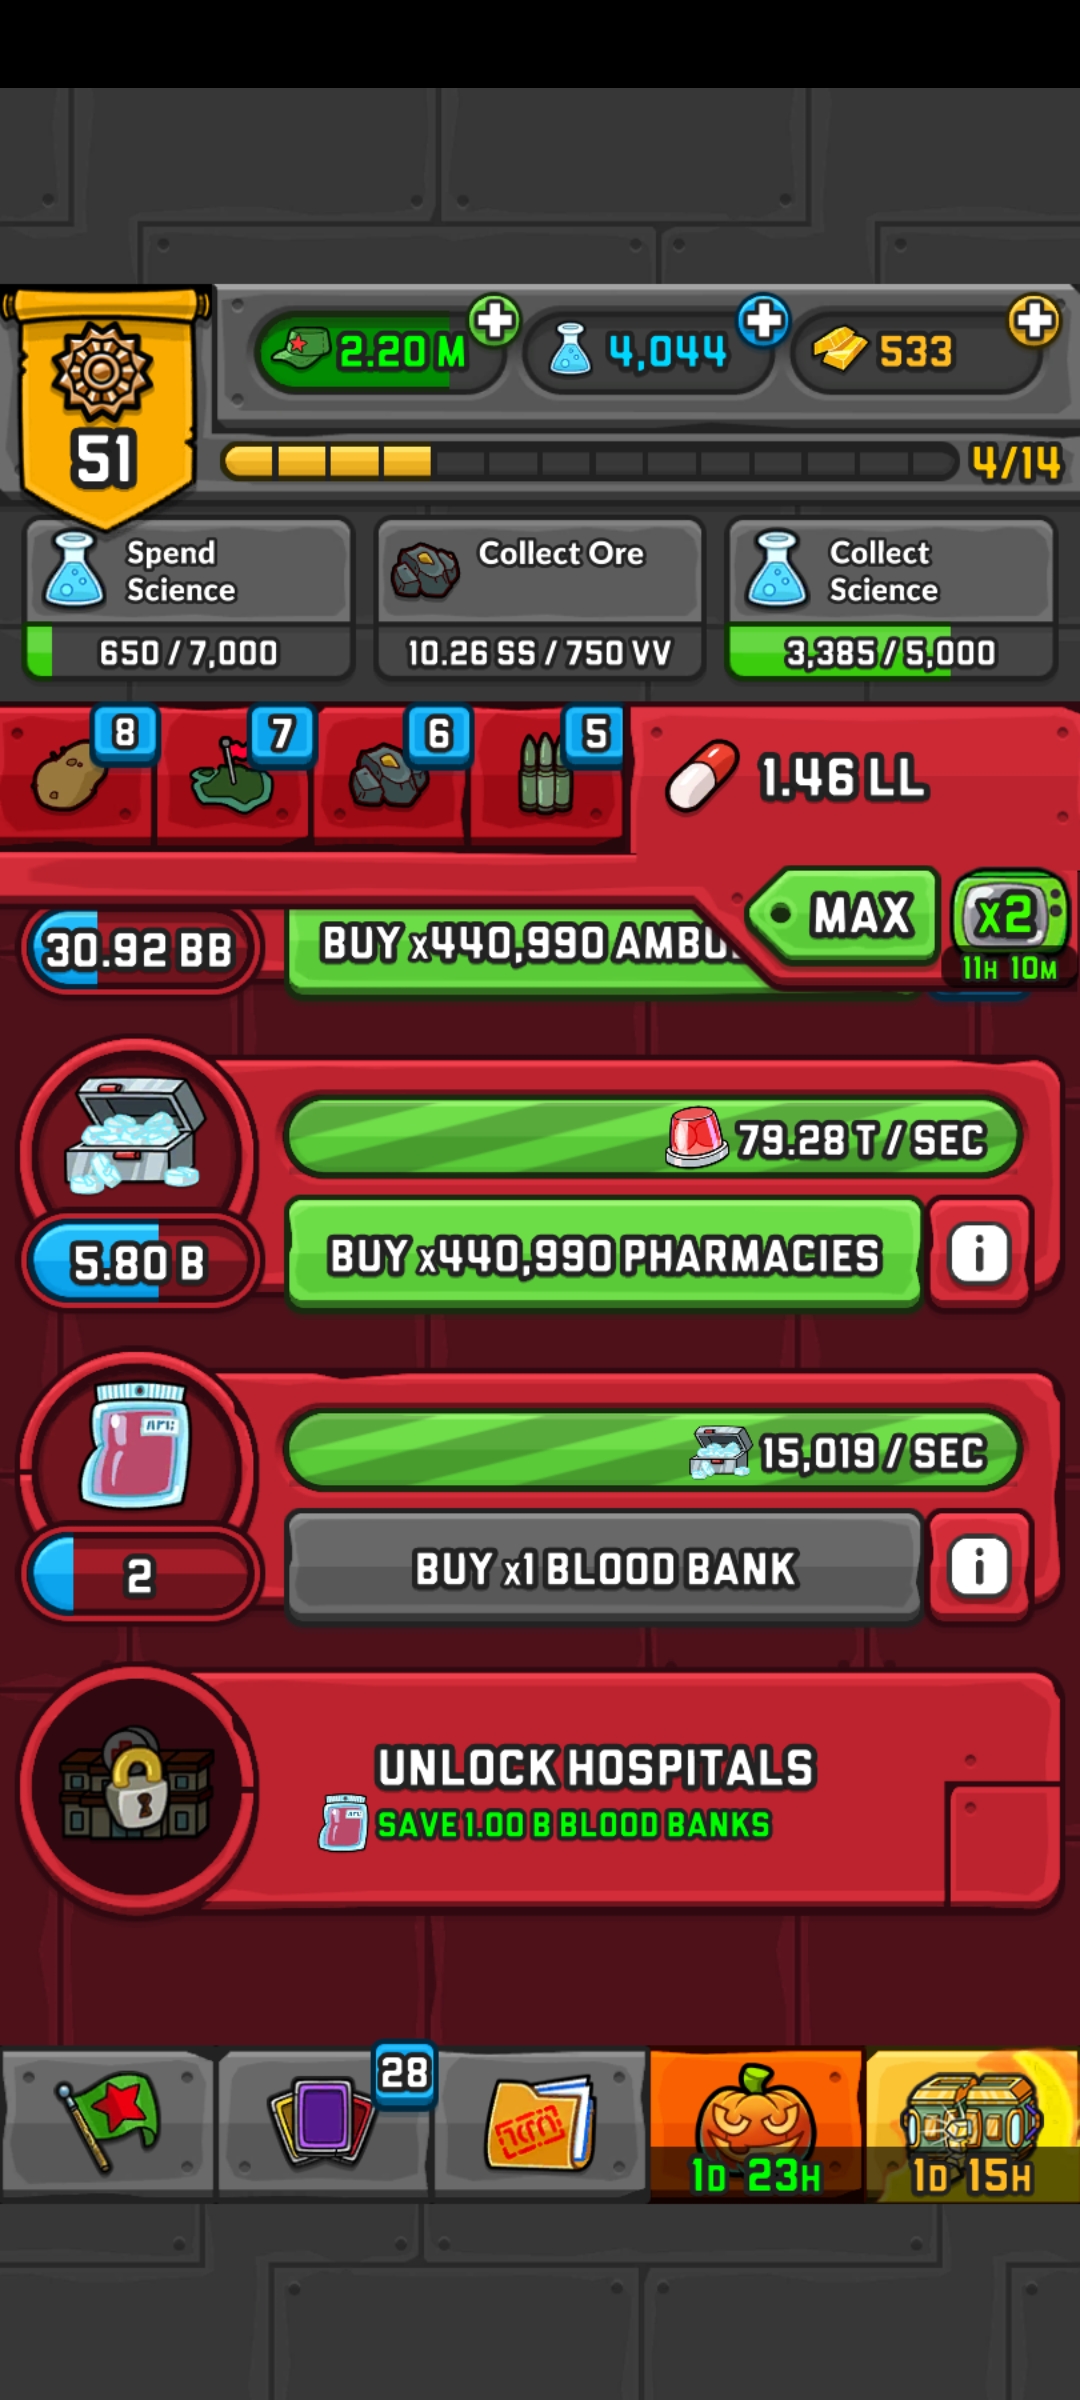 2.20 M
4,044
533
51
4/14
Spend
Science
650 / 7,000
Collect Ore
10.26 SS / 750 VV
Collect
Science
3,385 / 5,000
8
7
6
5
1.46 LL
MAX
x2
11H 10M
30.92 BB
BUY x440,990
79.28 T / SEC
5.80 B
BUY x440,990 PHARMACIES
i
15,019 / SEC
2
BUY x1 BLOOD BANK
i
UNLOCK HOSPITALS
SAVE 1.00 B BLOOD BANKS
28
1D 23H
1D 15H